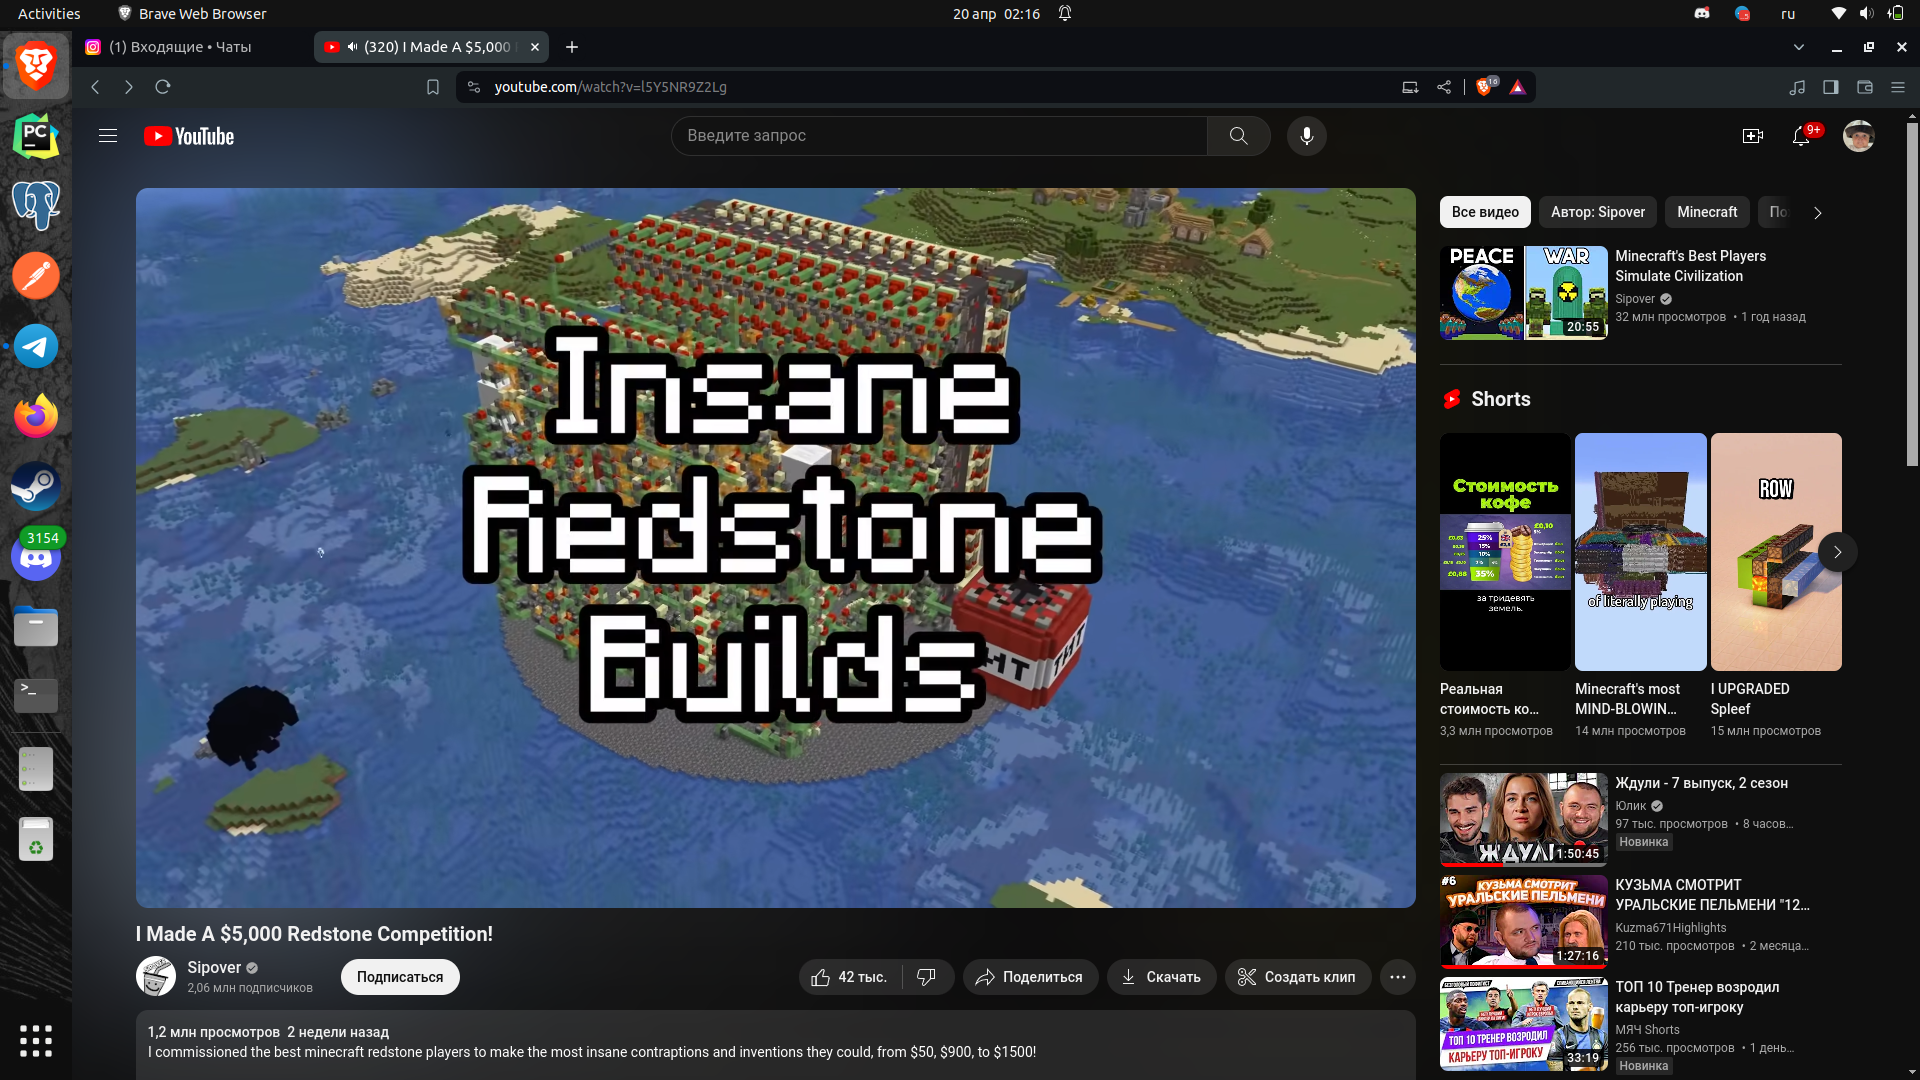 Activities
Brave Web Browser
20 апр 02:16
ru
(1) Входящие • Чаты
(320) I Made A $5,000
youtube.com/watch?v=l5Y5NR9Z2Lg
16
YouTube
Введите запрос
9+
3154
Insane
Redstone
Builds
TNT
I Made A $5,000 Redstone Competition!
Sipover
2,06 млн подписчиков
Подписаться
42 тыс.
Поделиться
Скачать
Создать клип
1,2 млн просмотров 2 недели назад
I commissioned the best minecraft redstone players to make the most insane contraptions and inventions they could, from $50, $900, to $1500!
Все видео
Автор: Sipover
Minecraft
По
PEACE
WAR
20:55
Minecraft's Best Players
Simulate Civilization
Sipover
32 млн просмотров • 1 год назад
Shorts
Стоимость
кофе
25%
15%
10%
35%
за тридевять
земель.
of literally playing
ROW
Реальная
стоимость ко...
3,3 млн просмотров
Minecraft's most
MIND-BLOWIN...
14 млн просмотров
I UPGRADED
Spleef
15 млн просмотров
ЖДУЛИ
1:50:45
Ждули - 7 выпуск, 2 сезон
Юлик
97 тыс. просмотров • 8 часов...
Новинка
#6
КУЗЬМА СМОТРИТ
УРАЛЬСКИЕ ПЕЛЬМЕНИ
1:27:16
КУЗЬМА СМОТРИТ
УРАЛЬСКИЕ ПЕЛЬМЕНИ "12...
Kuzma671Highlights
210 тыс. просмотров • 2 месяца...
ТОП 10 ТРЕНЕР ВОЗРОДИЛ
КАРЬЕРУ ТОП-ИГРОКУ
33:19
ТОП 10 Тренер возродил
карьеру топ-игроку
МЯЧ Shorts
256 тыс. просмотров • 1 день...
Новинка